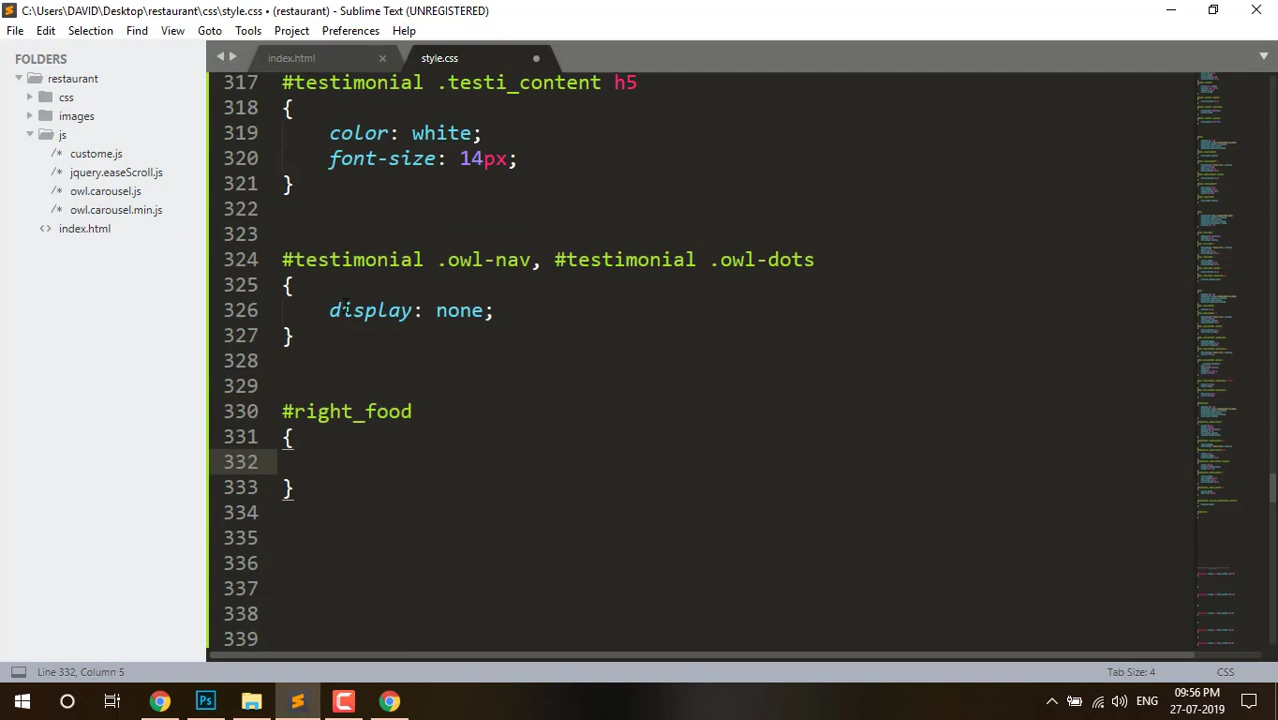 C:\Users\DAVID\Desktop\restaurant\css\style.css • (restaurant) - Sublime Text (UNREGISTERED)
File Edit Selection Find View Goto Tools Project Preferences Help
FOLDERS
restaurant
css
images
js
/* custome.js
/* jquery.easeScroll.js
/* owl.carousel.js
/* owl.carousel.min.js
<> index.html
index.html
style.css
317 #testimonial .testi_content h5
318 {
319 color: white;
320 font-size: 14px;
321 }
322
323
324 #testimonial .owl-nav, #testimonial .owl-dots
325 {
326 display: none;
327 }
328
329
330 #right_food
331 {
332
333 }
334
335
336
337
338
339
Line 332, Column 5
Tab Size: 4
CSS
Ps
ENG
09:56 PM
27-07-2019